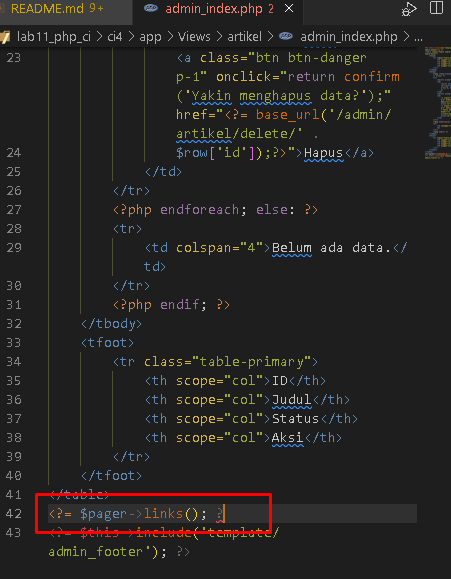 README.md 9+
admin_index.php 2
lab11_php_ci > ci4 > app > Views > artikel > admin_index.php > ...
23 <a class="btn btn-danger
p-1" onclick="return confirm
('Yakin menghapus data?');"
href="<?= base_url('/admin/
artikel/delete/' .
24 $row['id']);?>">Hapus</a>
25 </td>
26 </tr>
27 <?php endforeach; else: ?>
28 <tr>
29 <td colspan="4">Belum ada data.</
td>
30 </tr>
31 <?php endif; ?>
32 </tbody>
33 <tfoot>
34 <tr class="table-primary">
35 <th scope="col">ID</th>
36 <th scope="col">Judul</th>
37 <th scope="col">Status</th>
38 <th scope="col">Aksi</th>
39 </tr>
40 </tfoot>
41 </table>
42 <?= $pager->links(); ?
43 <?= $this->include('template/
admin_footer'); ?>